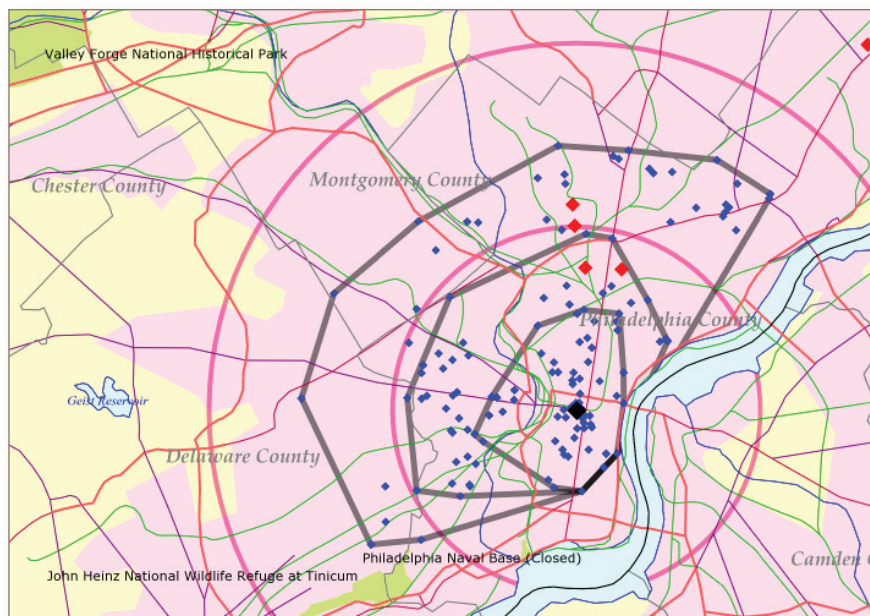 Valley Forge National Historical Park
Chester County
Montgomery County
Philadelphia County
Geist Reservoir
Delaware County
Philadelphia Naval Base (Closed)
Camden C
John Heinz National Wildlife Refuge at Tinicum